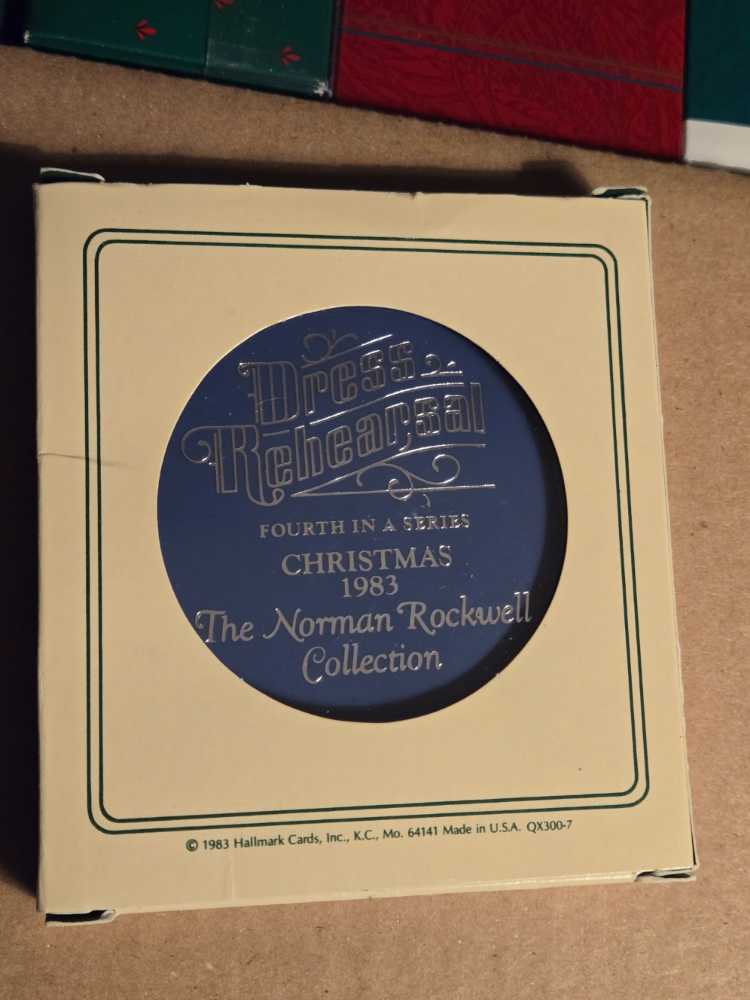 Dress
Rehearsal
FOURTH IN A SERIES
CHRISTMAS
1983
The Norman Rockwell
Collection
© 1983 Hallmark Cards, Inc., K.C., Mo. 64141 Made in U.S.A. QX300-7